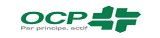 OCP
Par principe, actif